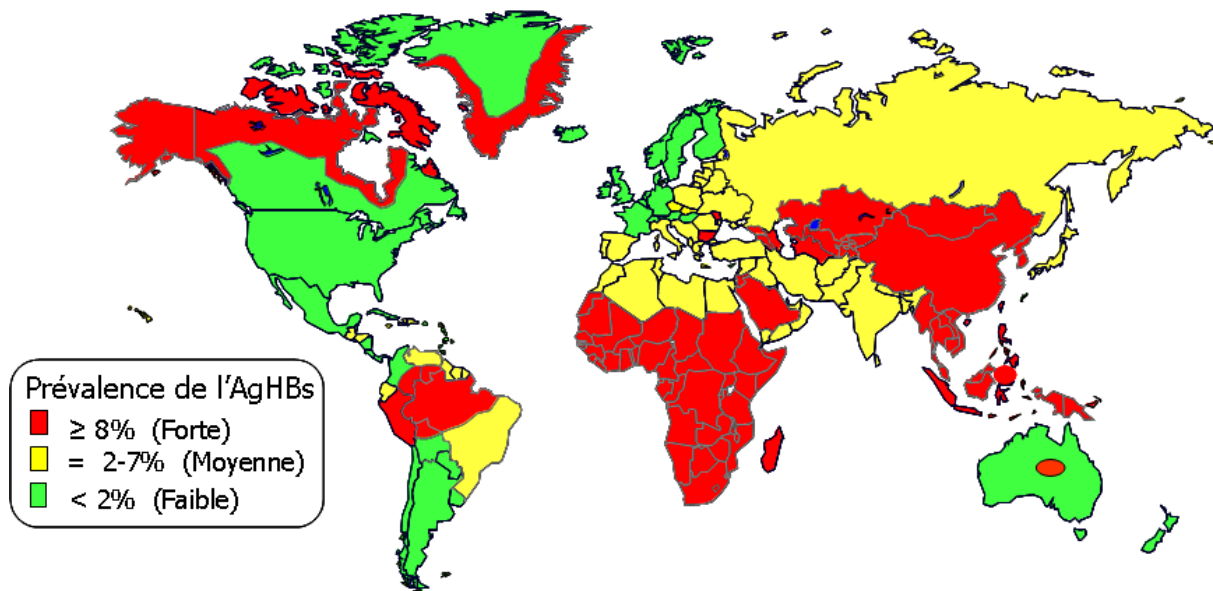 Prévalence de l'AgHBs
≥ 8% (Forte)
= 2-7% (Moyenne)
< 2% (Faible)